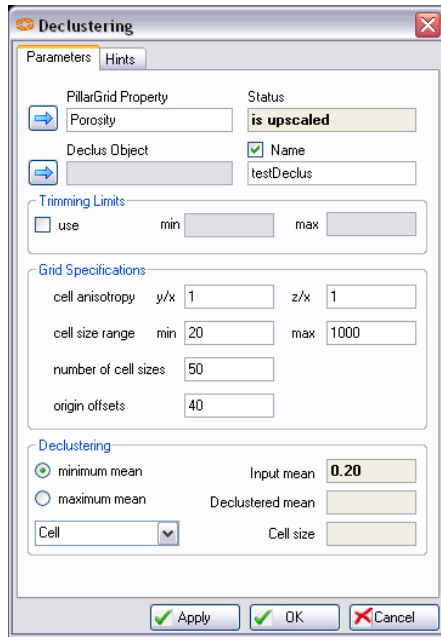 Declustering
Parameters Hints
PillarGrid Property Status
Porosity is upscaled
Declus Object Name
testDeclus
Trimming Limits
use min max
Grid Specifications
cell anisotropy y/x 1 z/x 1
cell size range min 20 max 1000
number of cell sizes 50
origin offsets 40
Declustering
minimum mean Input mean 0.20
maximum mean Declustered mean
Cell Cell size
Apply OK Cancel